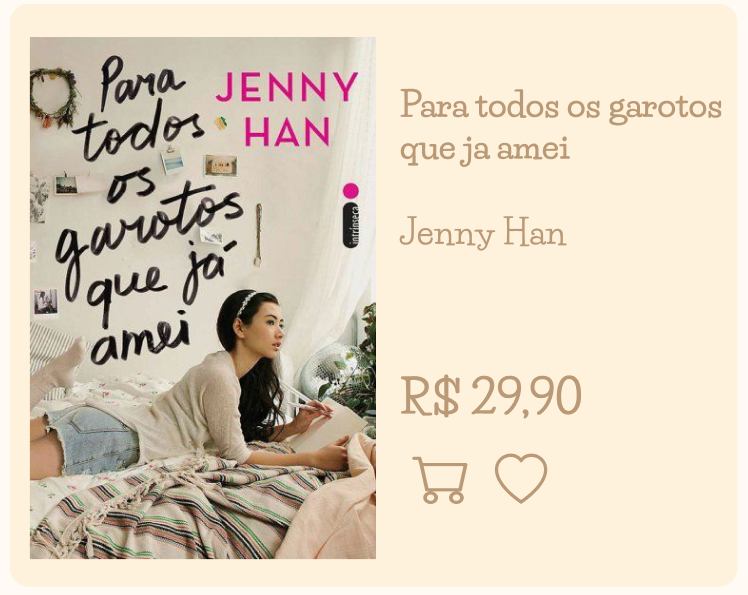 Para
todos
os
garotos
que já
amei
JENNY
HAN
intrínseca
Para todos os garotos
que ja amei
Jenny Han
R$ 29,90